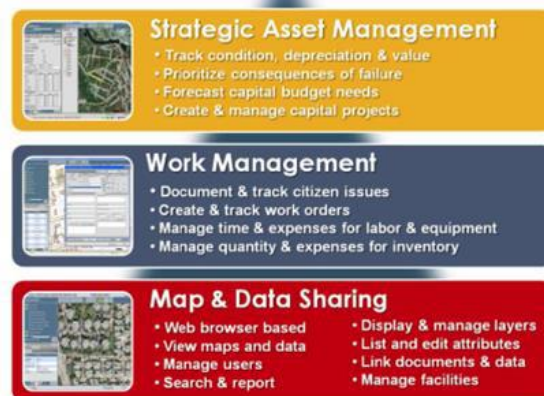 Strategic Asset Management
• Track condition, depreciation & value
• Prioritize consequences of failure
• Forecast capital budget needs
• Create & manage capital projects
Work Management
• Document & track citizen issues
• Create & track work orders
• Manage time & expenses for labor & equipment
• Manage quantity & expenses for inventory
Map & Data Sharing
• Web browser based
• View maps and data
• Manage users
• Search & report
• Display & manage layers
• List and edit attributes
• Link documents & data
• Manage facilities